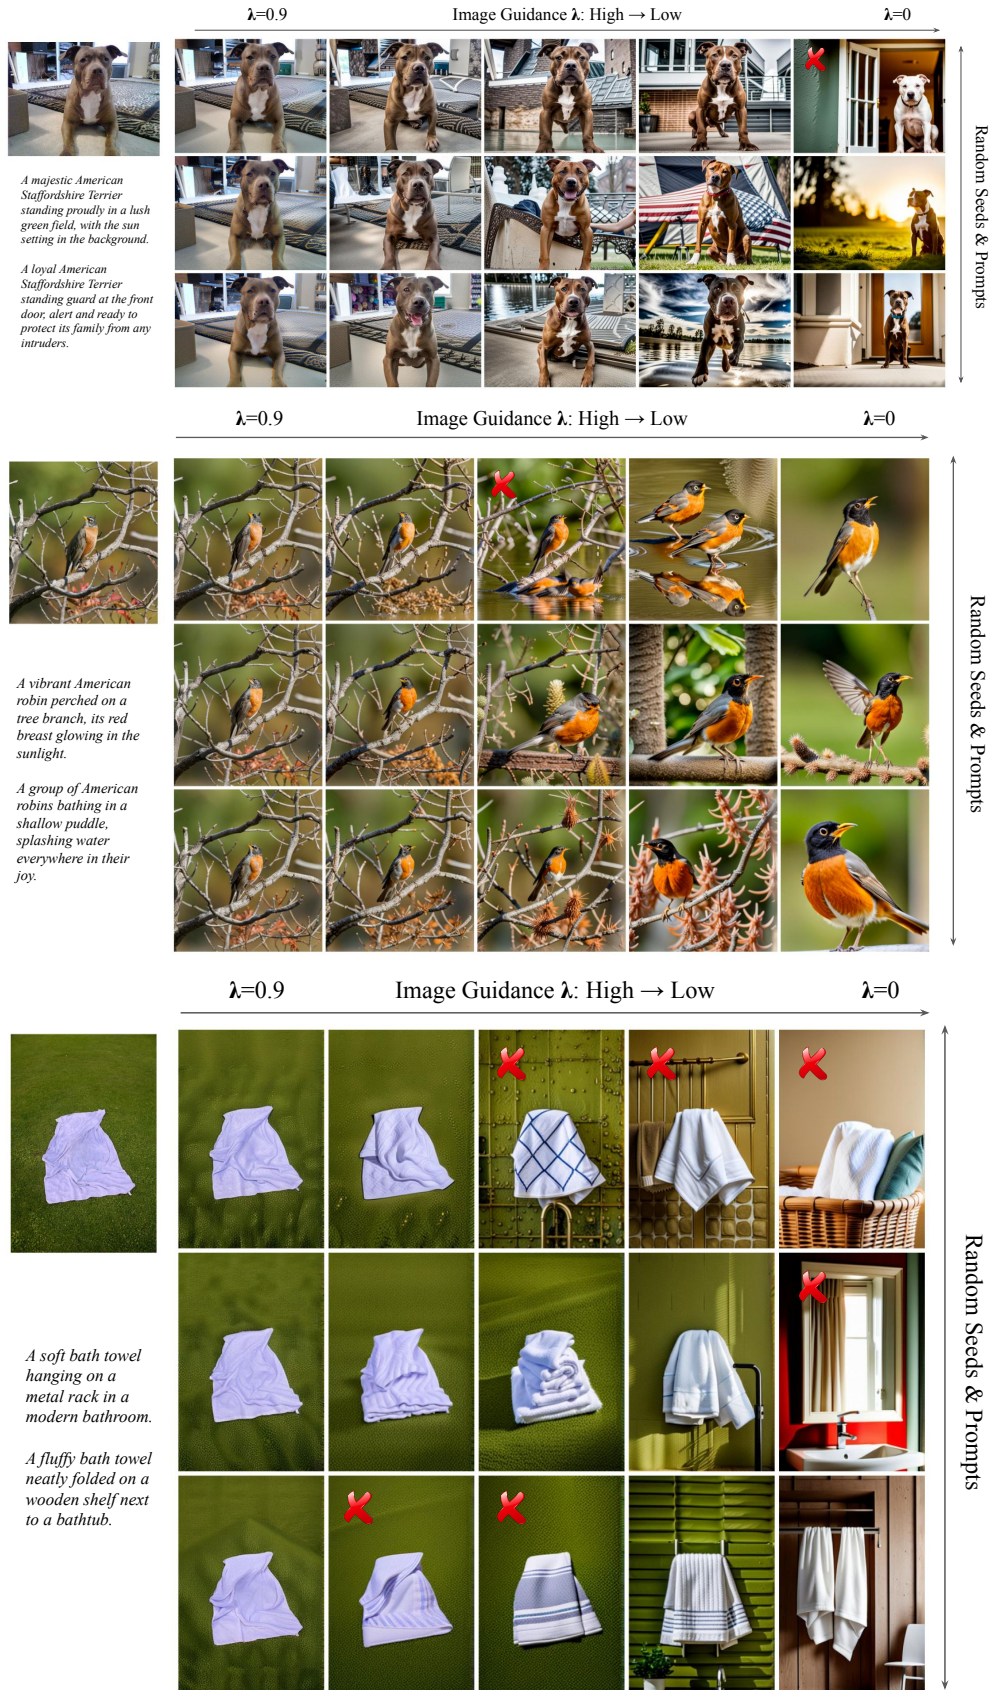 λ=0.9 Image Guidance λ: High → Low λ=0
A majestic American
Staffordshire Terrier
standing proudly in a lush
green field, with the sun
setting in the background.
A loyal American
Staffordshire Terrier
standing guard at the front
door, alert and ready to
protect its family from any
intruders.
Random Seeds & Prompts
λ=0.9 Image Guidance λ: High → Low λ=0
A vibrant American
robin perched on a
tree branch, its red
breast glowing in the
sunlight.
A group of American
robins bathing in a
shallow puddle,
splashing water
everywhere in their
joy.
Random Seeds & Prompts
λ=0.9 Image Guidance λ: High → Low λ=0
A soft bath towel
hanging on a
metal rack in a
modern bathroom.
A fluffy bath towel
neatly folded on a
wooden shelf next
to a bathtub.
Random Seeds & Prompts